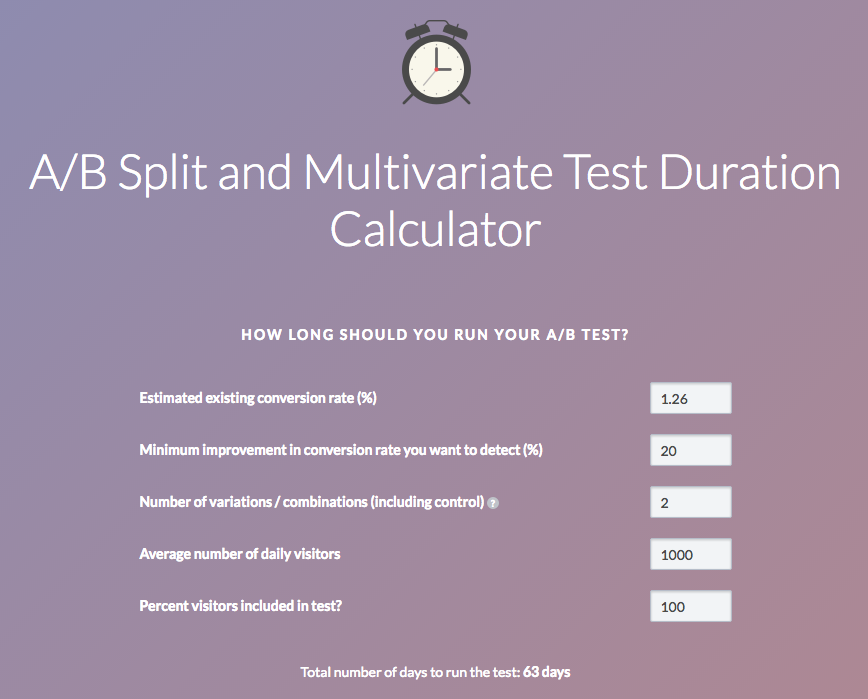 A/B Split and Multivariate Test Duration
Calculator
HOW LONG SHOULD YOU RUN YOUR A/B TEST?
Estimated existing conversion rate (%) 1.26
Minimum improvement in conversion rate you want to detect (%) 20
Number of variations / combinations (including control) ? 2
Average number of daily visitors 1000
Percent visitors included in test? 100
Total number of days to run the test: 63 days